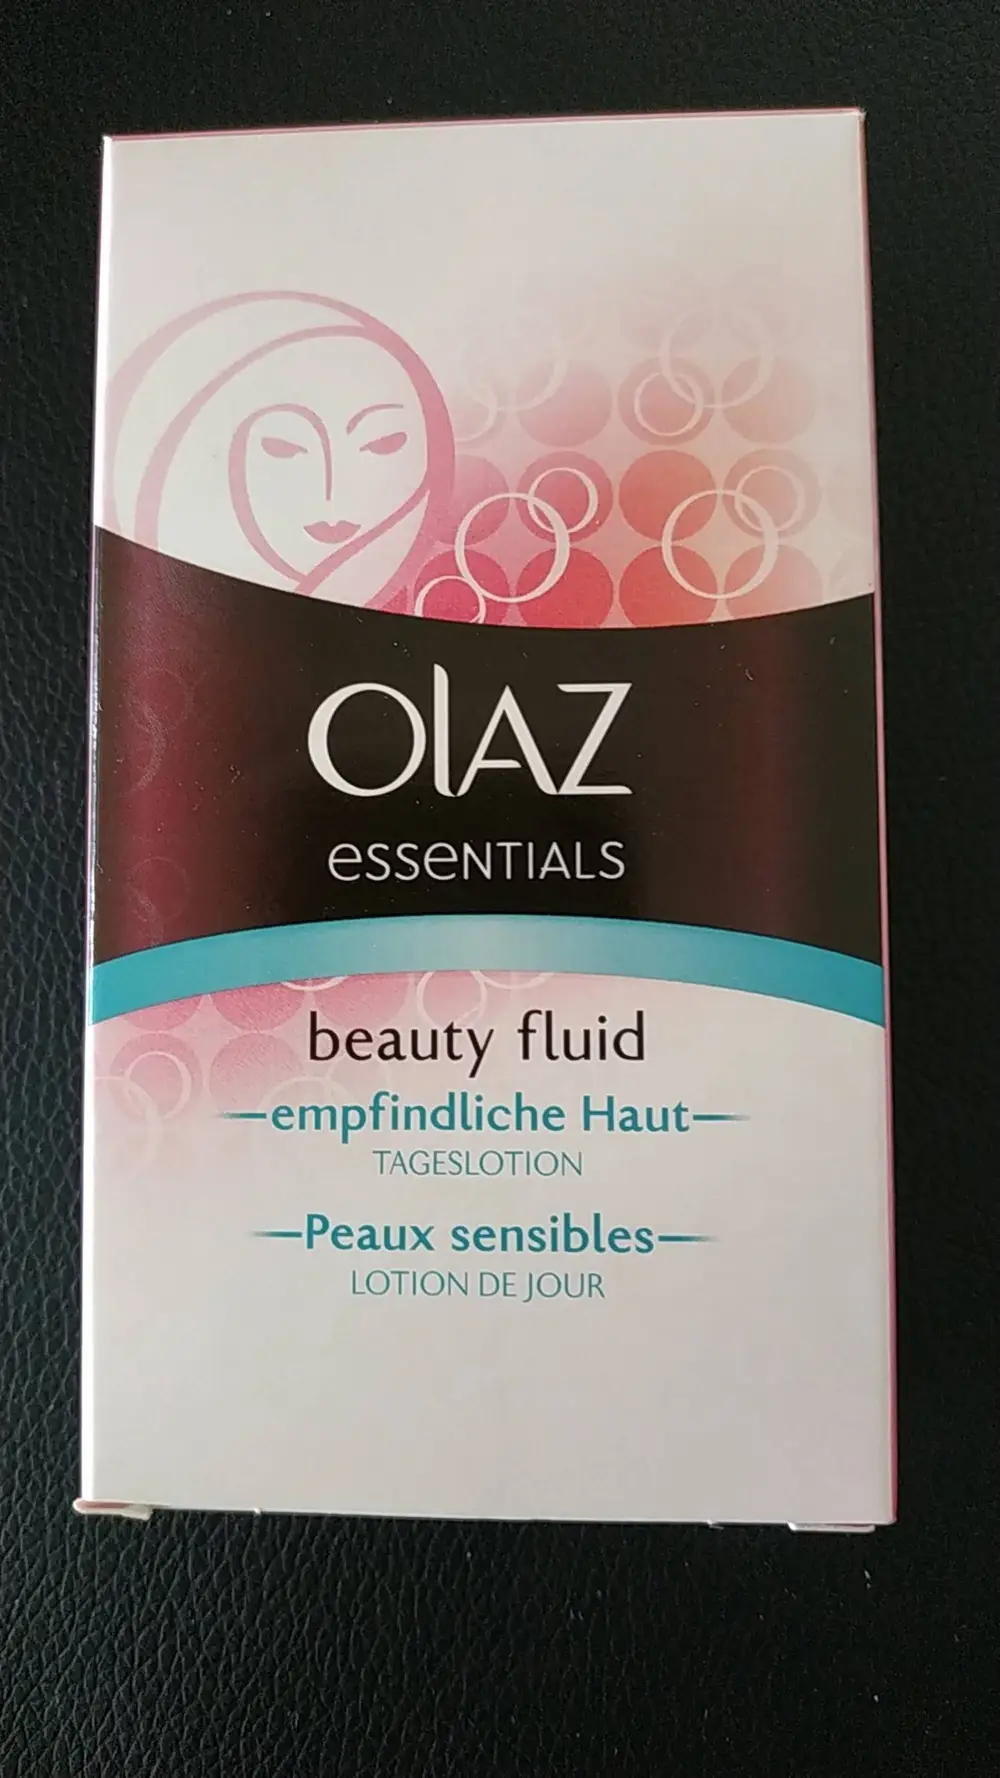 OlAZ
essentials
beauty fluid
empfindliche Haut
TAGESLOTION
Peaux sensibles
LOTION DE JOUR